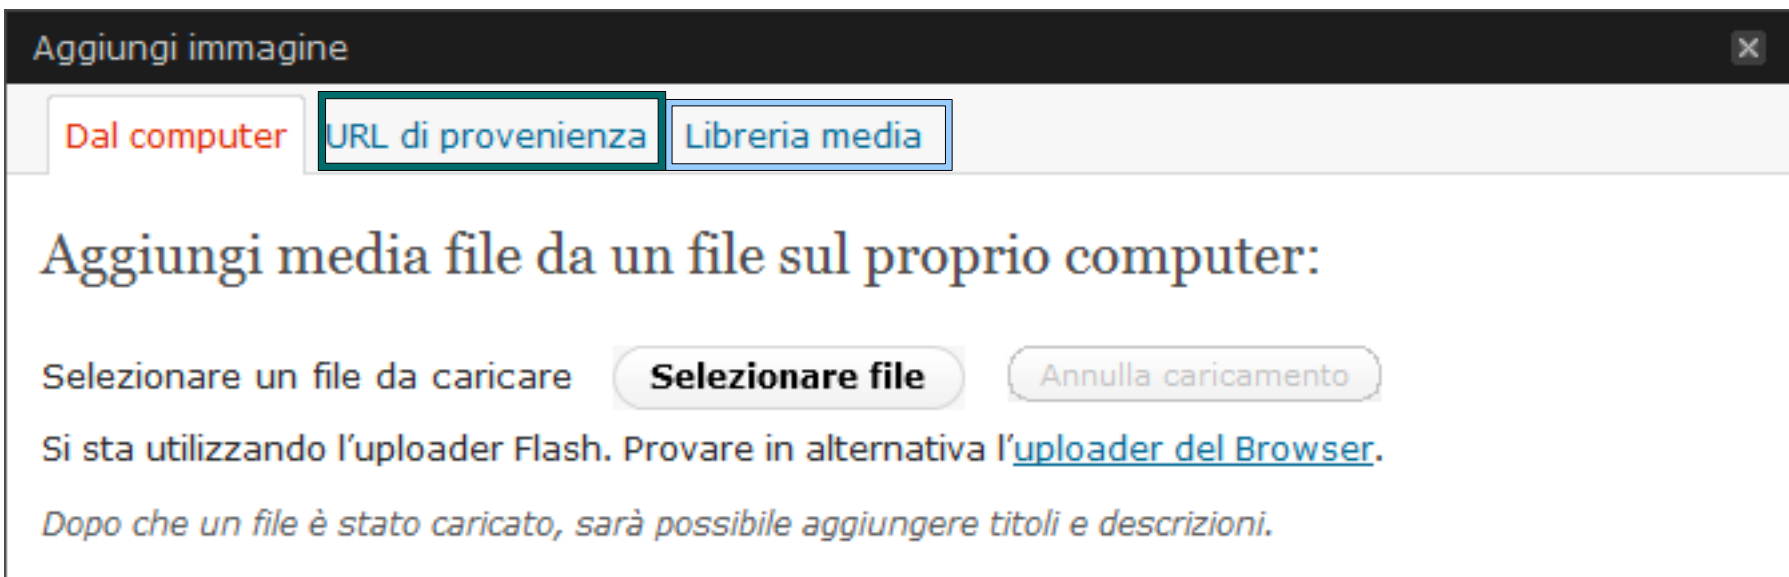 Aggiungi immagine
Dal computer URL di provenienza Libreria media
Aggiungi media file da un file sul proprio computer:
Selezionare un file da caricare Selezionare file Annulla caricamento
Si sta utilizzando l’uploader Flash. Provare in alternativa l’uploader del Browser.
Dopo che un file è stato caricato, sarà possibile aggiungere titoli e descrizioni.